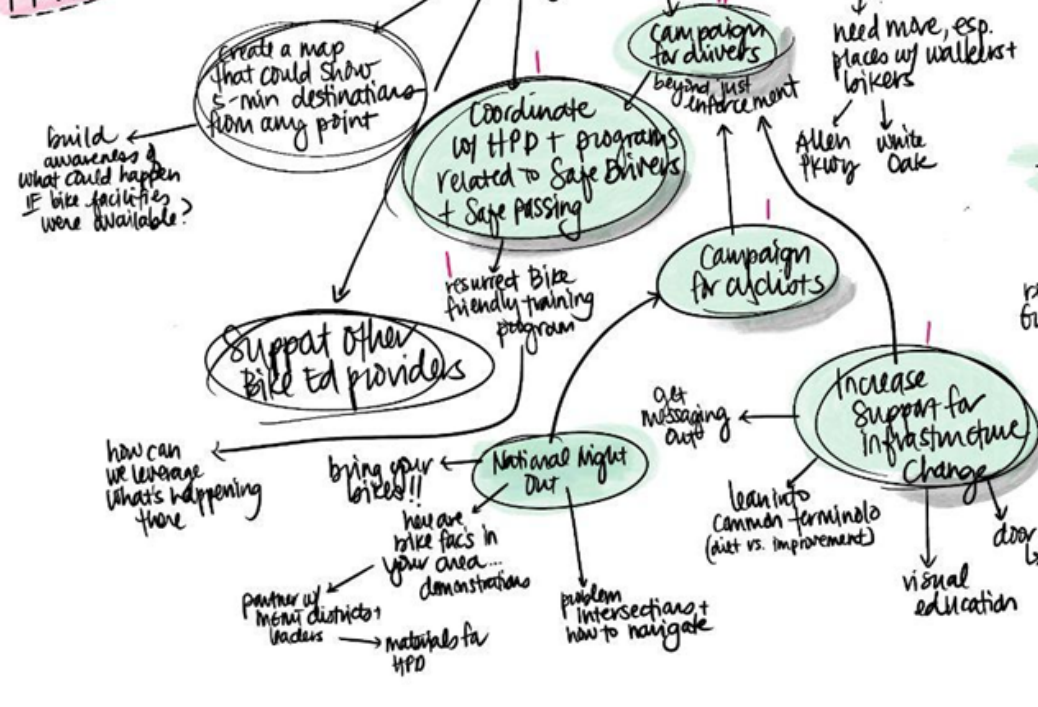 create a map
that could show
5-min destinations
from any point
build
awareness of
what could happen
IF bike facilities
were available?
Coordinate
w/ HPD + programs
related to Safe Drivers
+ Safe passing
resurrect Bike
friendly training
program
how can
we leverage
what's happening
there
Campaign
for drivers
beyond just
enforcement
need more, esp.
places w/ walkers +
bikers
Allen
Pkwy
White
Oak
Campaign
for cyclists
Support other
Bike Ed providers
National Night
Out
bring your
bikes!!
here are
bike fac's in
your area...
demonstrations
partner w/
MGMT districts +
leaders
materials for
HPD
problem
intersections +
how to navigate
Increase
Support for
infrastructure
Change
get
messaging
out
lean into
common terminolo
(diet vs. improvement)
visual
education
door